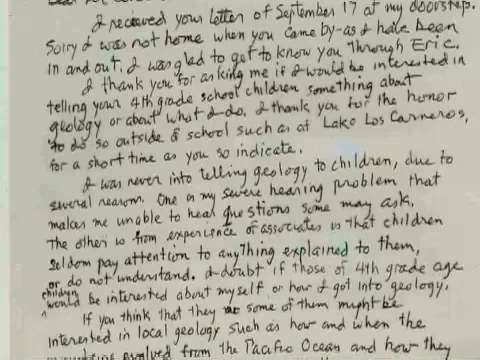 I received your letter of September 17 at my doorstep.
Sorry I was not home when you came by-as I have been
in and out. I was glad to get to know you through Eric.
I thank you for asking me if I would be interested in
telling your 4th grade school children something about
geology or about what I do. I thank you for the honor
to do so outside of school such as at Lake Los Carneros,
for a short time as you so indicate.
I was never into telling geology to children, due to
several reasons. One is my severe hearing problem that
makes me unable to hear questions some may ask.
The other is from experience of associates is that children
seldom pay attention to anything explained to them,
or do not understand. I doubt if those of 4th grade age
children would be interested about myself or how I got into geology.
If you think that they or some of them might be
interested in local geology such as how and when the
evolved from the Pacific Ocean and how they